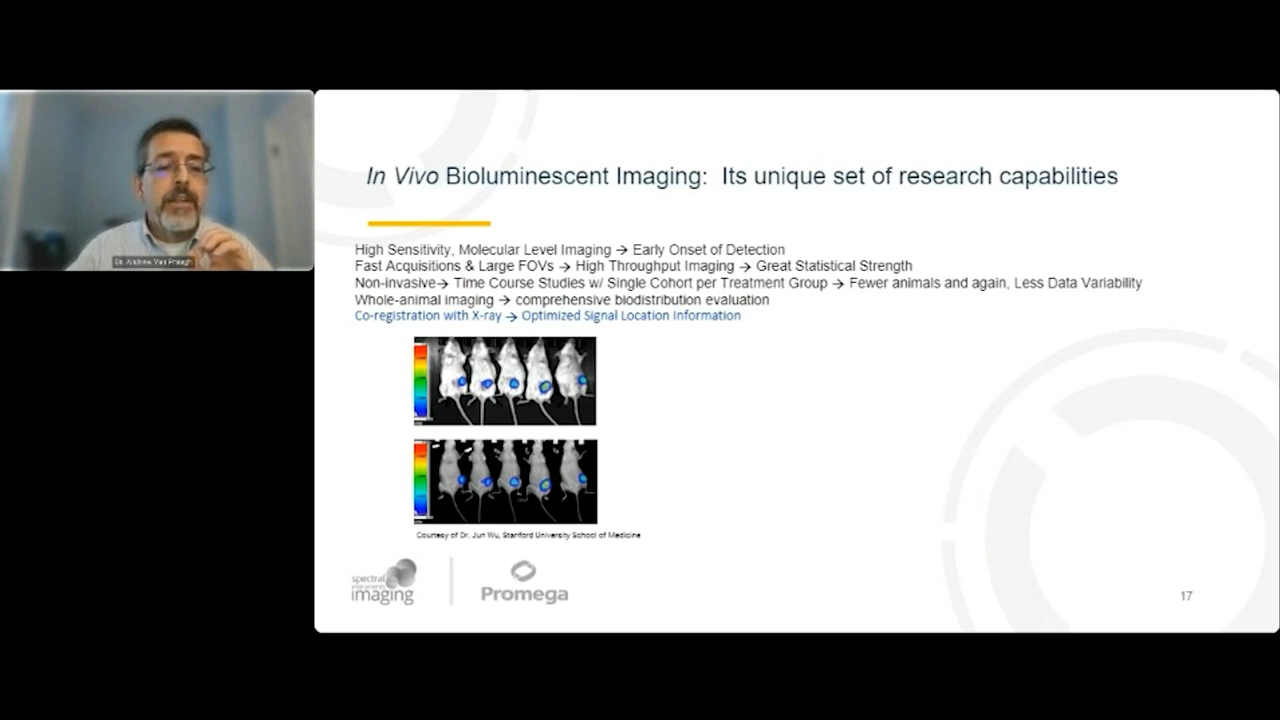 In Vivo Bioluminescent Imaging: Its unique set of research capabilities
High Sensitivity, Molecular Level Imaging → Early Onset of Detection
Fast Acquisitions & Large FOVs → High Throughput Imaging → Great Statistical Strength
Non-invasive→ Time Course Studies w/ Single Cohort per Treatment Group → Fewer animals and again, Less Data Variability
Whole-animal imaging → comprehensive biodistribution evaluation
Co-registration with X-ray → Optimized Signal Location Information
Dr. Andrew Van
Courtesy of Dr. Jun Wu, Stanford University School of Medicine
spectral
instruments
imaging
Promega
17